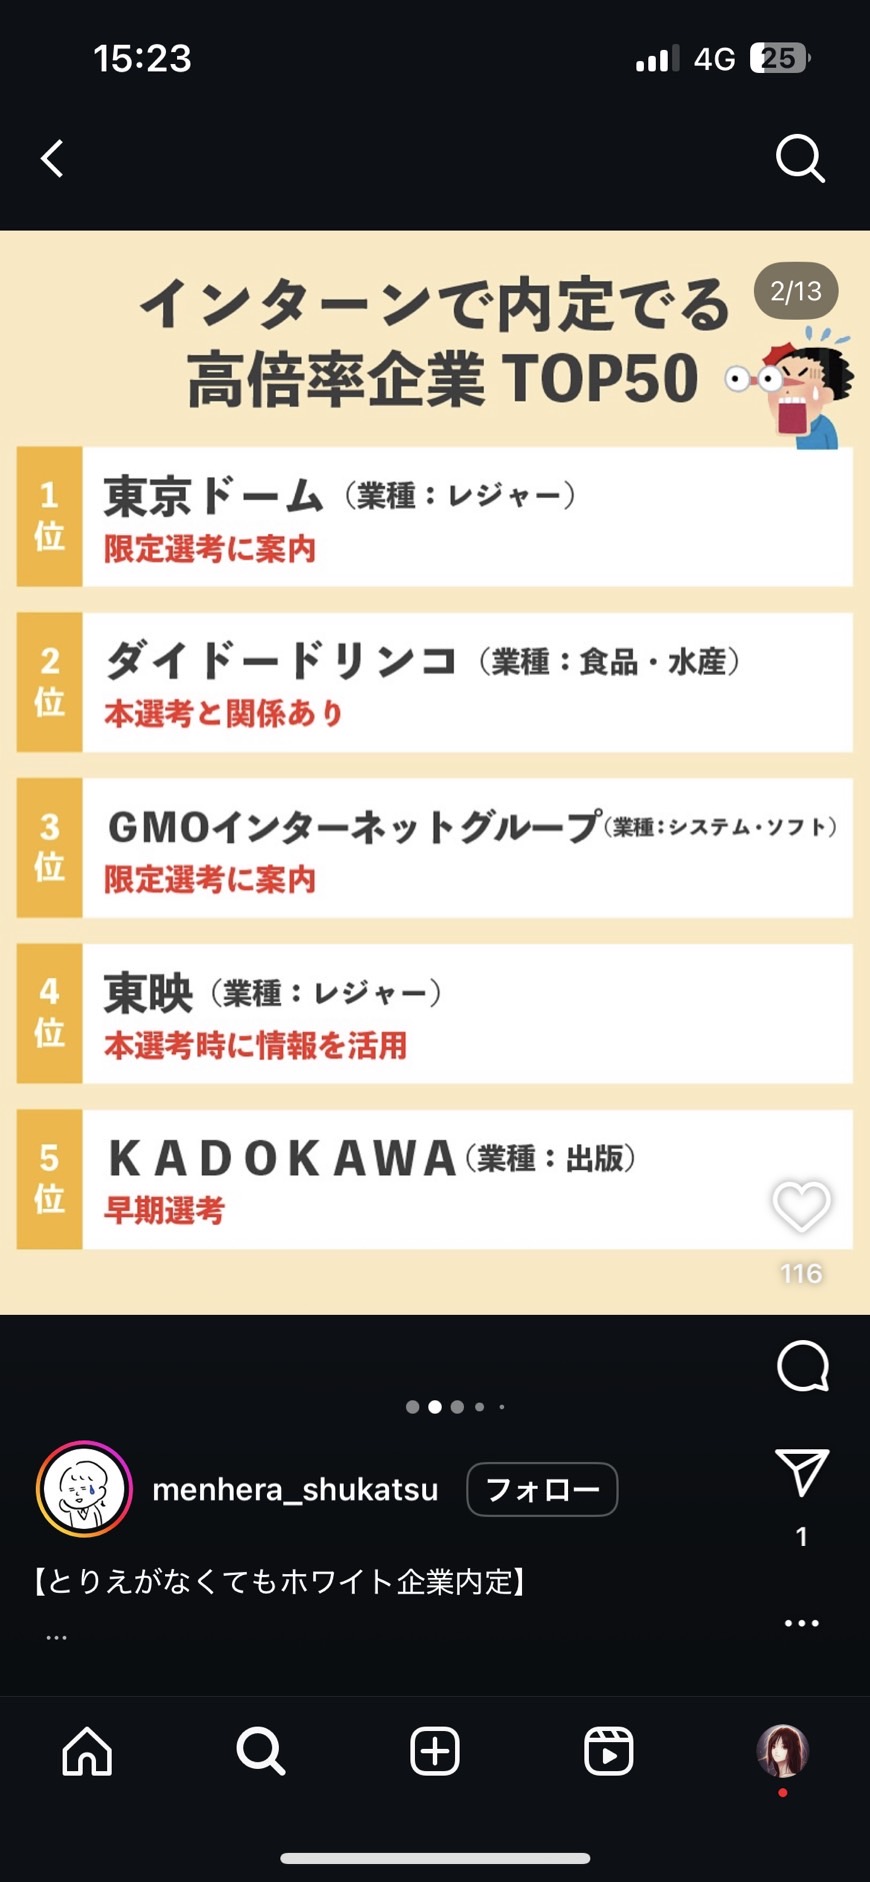 15:23
4G 25
インターンで内定でる
2/13
高倍率企業 TOP50
1位
東京ドーム（業種：レジャー）
限定選考に案内
2位
ダイドードリンコ（業種：食品・水産）
本選考と関係あり
3位
GMOインターネットグループ（業種：システム・ソフト）
限定選考に案内
4位
東映（業種：レジャー）
本選考時に情報を活用
5位
ＫＡＤＯＫＡＷＡ（業種：出版）
早期選考
116
menhera_shukatsu フォロー
1
【とりえがなくてもホワイト企業内定】
...